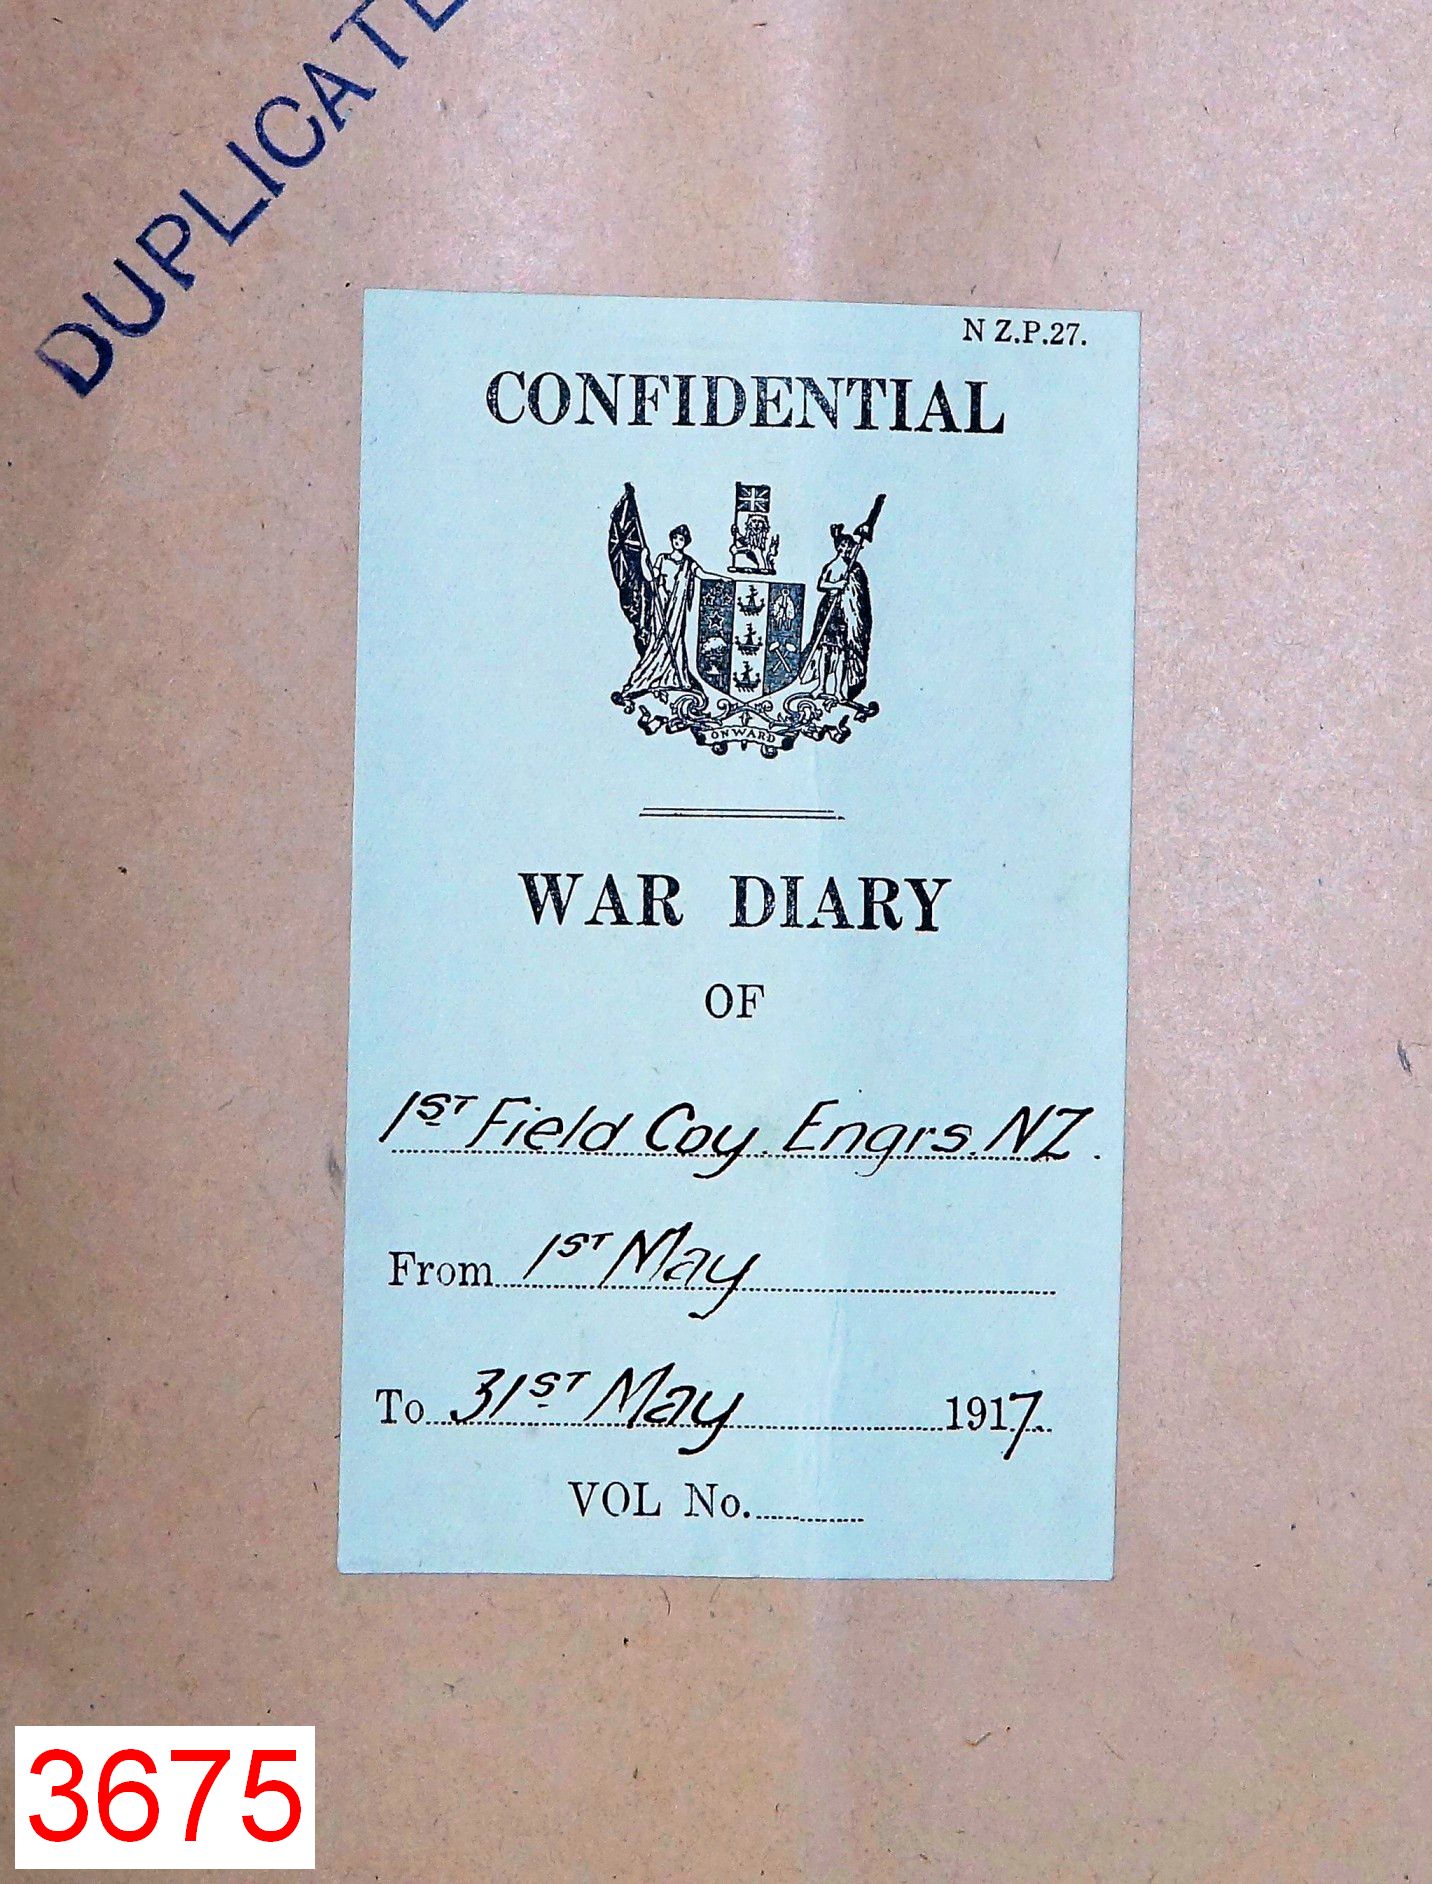 DUPLICATE
N Z.P.27.
CONFIDENTIAL
ONWARD
WAR DIARY
OF
1ST Field Coy. Engrs. NZ.
From 1ST May
To 31ST May 1917.
VOL No.
3675